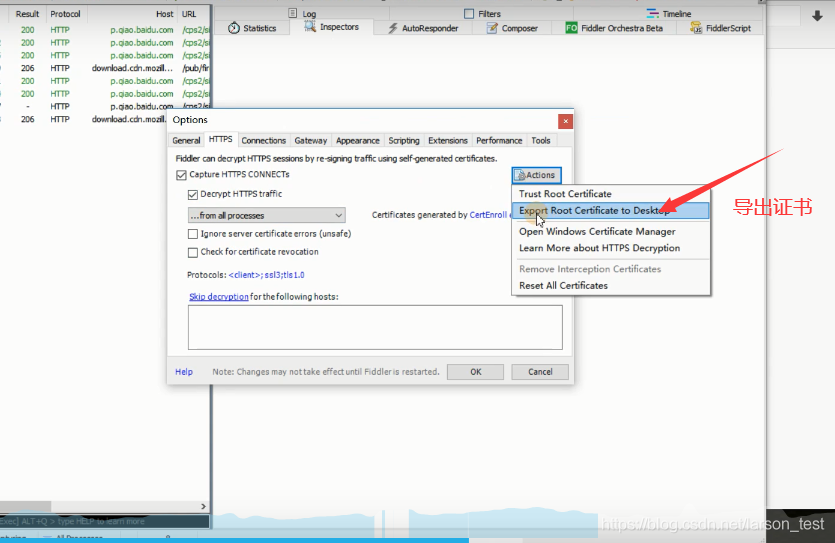 Result Protocol Host URL
200 HTTP p.qiao.baidu.com /cps2/si
200 HTTP p.qiao.baidu.com /cps2/si
200 HTTP p.qiao.baidu.com /cps2/si
206 HTTP download.cdn.mozill... /pub/fir
200 HTTP p.qiao.baidu.com /cps2/si
200 HTTP p.qiao.baidu.com /cps2/si
- HTTP p.qiao.baidu.com /cps2/si
206 HTTP download.cdn.mozill... /pub/fir
Log Filters Timeline
Statistics Inspectors AutoResponder Composer FO Fiddler Orchestra Beta FiddlerScript
Options
General HTTPS Connections Gateway Appearance Scripting Extensions Performance Tools
Fiddler can decrypt HTTPS sessions by re-signing traffic using self-generated certificates.
Capture HTTPS CONNECTs
Actions
Decrypt HTTPS traffic
Trust Root Certificate
...from all processes
Certificates generated by CertEnroll
Export Root Certificate to Desktop
导出证书
Ignore server certificate errors (unsafe)
Open Windows Certificate Manager
Check for certificate revocation
Learn More about HTTPS Decryption
Remove Interception Certificates
Protocols: <client>;ssl3;tls1.0
Reset All Certificates
Skip decryption for the following hosts:
Help Note: Changes may not take effect until Fiddler is restarted. OK Cancel
Exec] ALT+Q > type HELP to learn more
https://blog.csdn.net/larson_test
All Processes